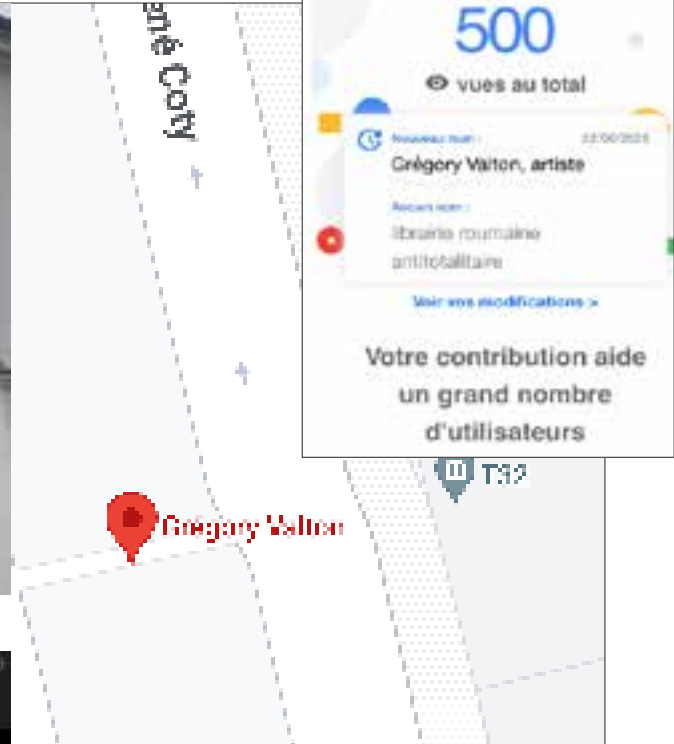 ené Coty
500
vues au total
Nouveau nom :
Grégory Valton, artiste
Ancien nom :
librairie roumaine
antitotalitaire
Voir vos modifications >
Votre contribution aide
un grand nombre
d'utilisateurs
T32
Grégory Valton